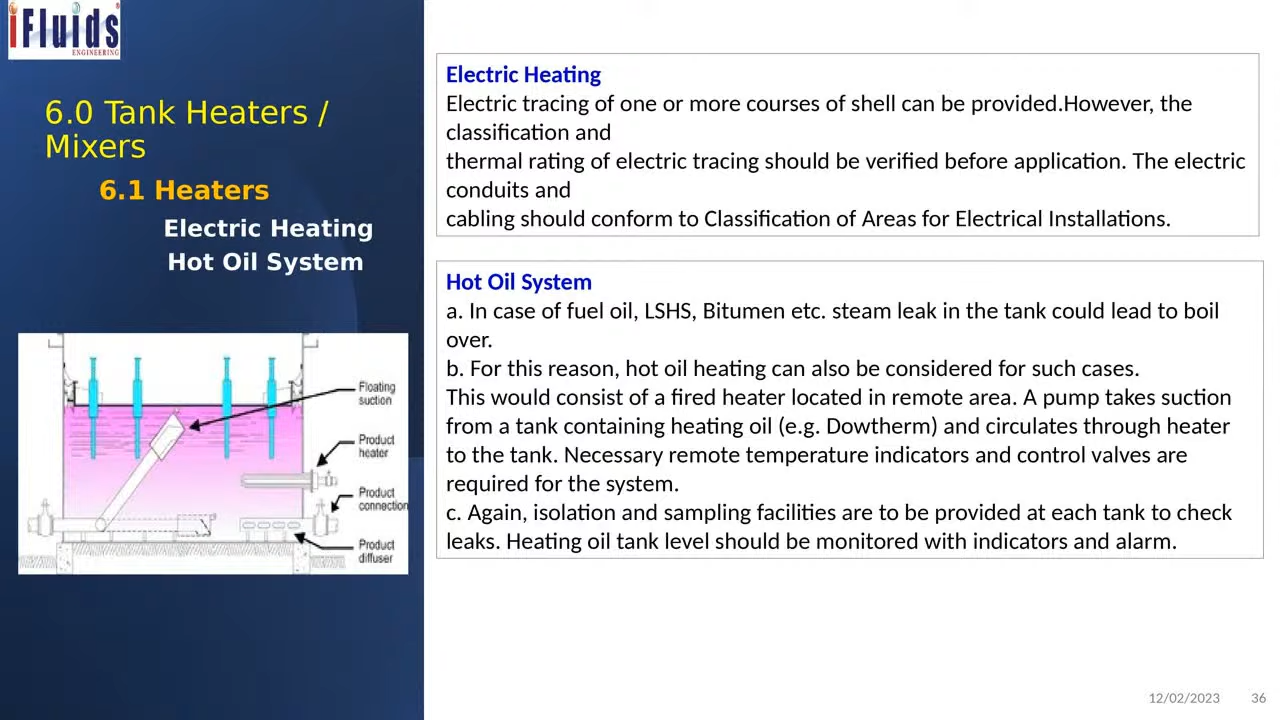 iFluids
ENGINEERING
6.0 Tank Heaters /
Mixers
6.1 Heaters
Electric Heating
Hot Oil System
Floating
suction
Product
heater
Product
connection
Product
diffuser
Electric Heating
Electric tracing of one or more courses of shell can be provided.However, the
classification and
thermal rating of electric tracing should be verified before application. The electric
conduits and
cabling should conform to Classification of Areas for Electrical Installations.
Hot Oil System
a. In case of fuel oil, LSHS, Bitumen etc. steam leak in the tank could lead to boil
over.
b. For this reason, hot oil heating can also be considered for such cases.
This would consist of a fired heater located in remote area. A pump takes suction
from a tank containing heating oil (e.g. Dowtherm) and circulates through heater
to the tank. Necessary remote temperature indicators and control valves are
required for the system.
c. Again, isolation and sampling facilities are to be provided at each tank to check
leaks. Heating oil tank level should be monitored with indicators and alarm.
12/02/2023
36